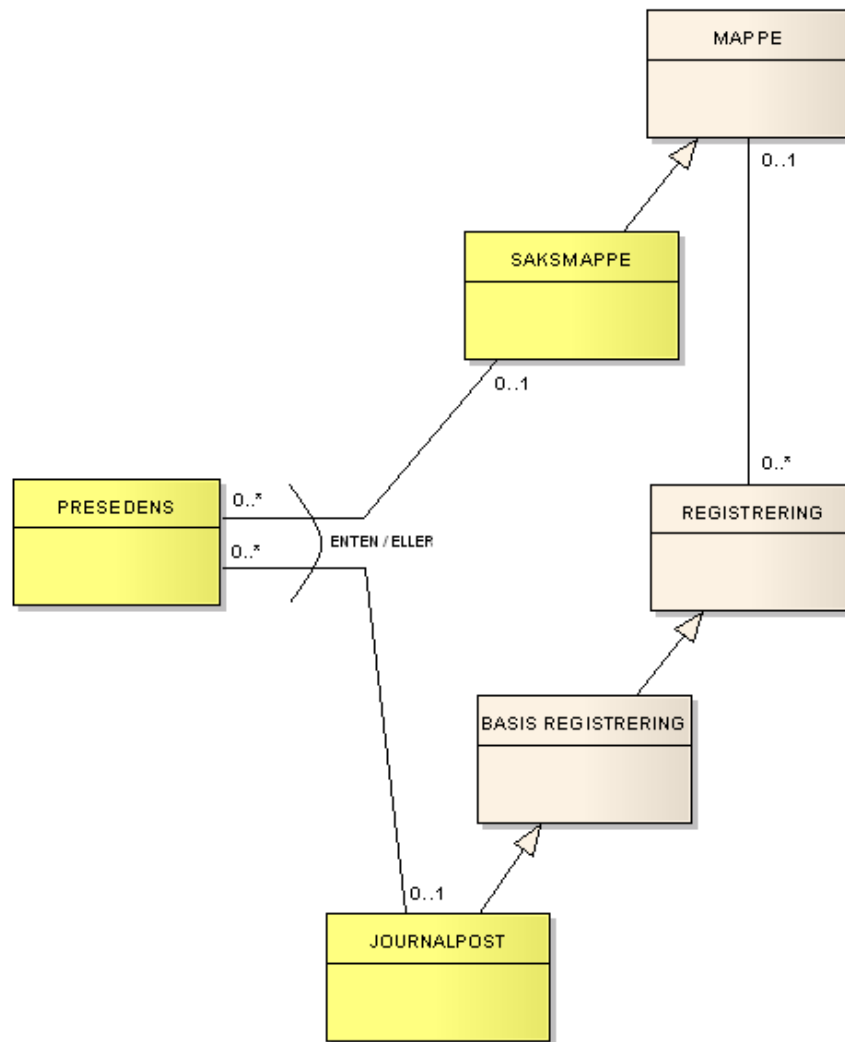 MAPPE
0..1
SAKSMAPPE
0..1
0..*
PRESEDENS
0..*
ENTEN / ELLER
0..*
REGISTRERING
BASIS REGISTRERING
0..1
JOURNALPOST